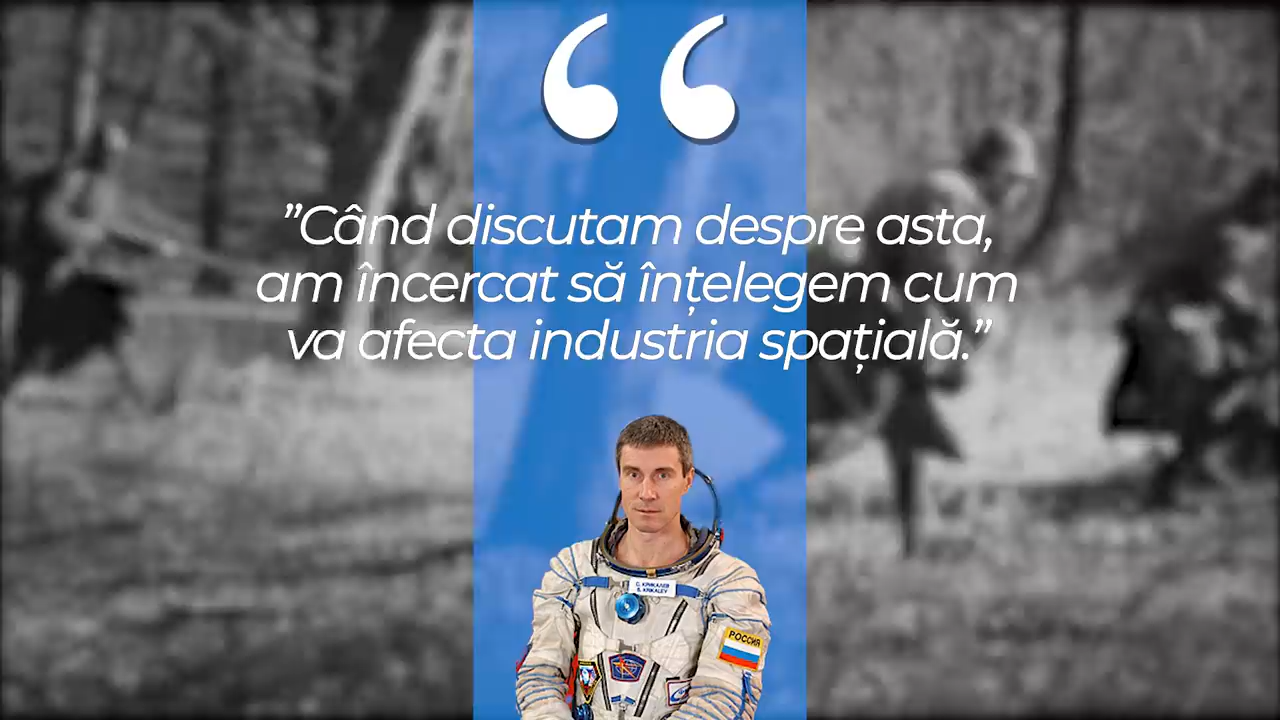 ”Când discutam despre asta,
am încercat să înțelegem cum
va afecta industria spațială.”
С. КРИКАЛЕВ
S. KRIKALEV
РОССИЯ